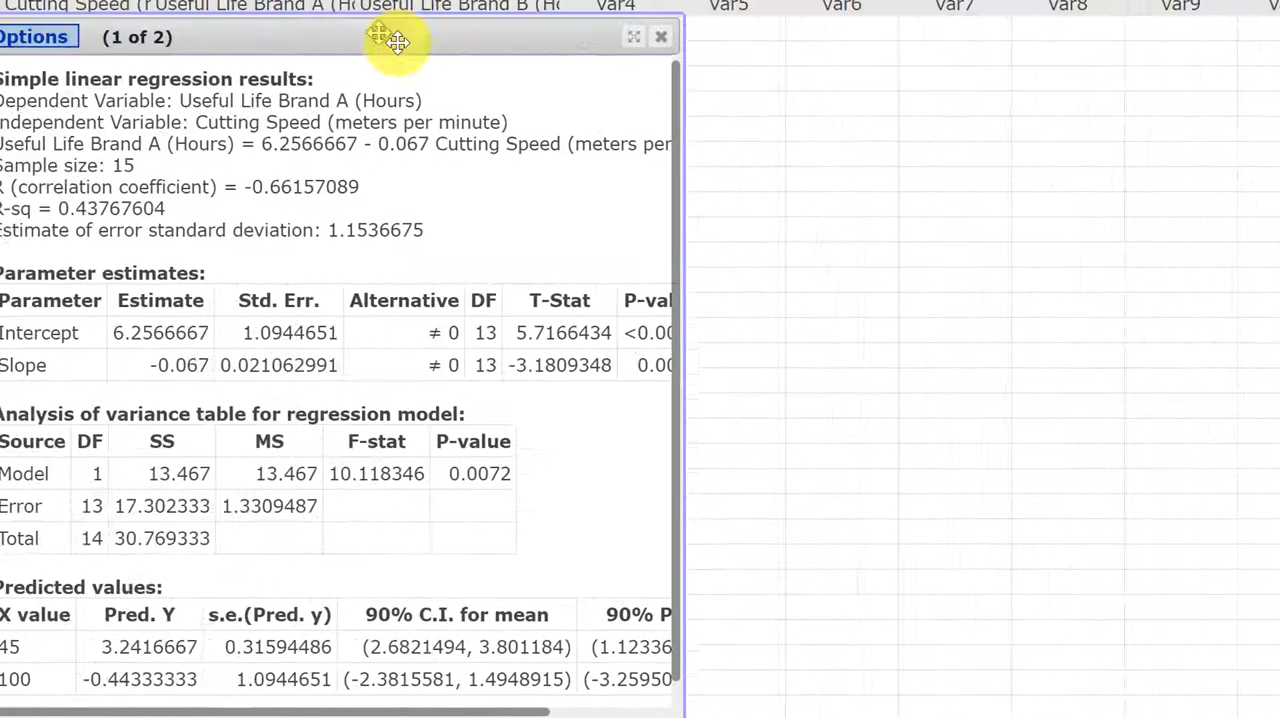 Cutting Speed (r Useful Life Brand A (Ho Useful Life Brand B (Ho Var4 Var5 Var6 Var7 Var8 Var9
Options (1 of 2)
Simple linear regression results:
Dependent Variable: Useful Life Brand A (Hours)
Independent Variable: Cutting Speed (meters per minute)
Useful Life Brand A (Hours) = 6.2566667 - 0.067 Cutting Speed (meters per
Sample size: 15
R (correlation coefficient) = -0.66157089
R-sq = 0.43767604
Estimate of error standard deviation: 1.1536675
Parameter estimates:
Parameter Estimate Std. Err. Alternative DF T-Stat P-val
Intercept 6.2566667 1.0944651 ≠ 0 13 5.7166434 <0.00
Slope -0.067 0.021062991 ≠ 0 13 -3.1809348 0.00
Analysis of variance table for regression model:
Source DF SS MS F-stat P-value
Model 1 13.467 13.467 10.118346 0.0072
Error 13 17.302333 1.3309487
Total 14 30.769333
Predicted values:
X value Pred. Y s.e.(Pred. y) 90% C.I. for mean 90% P
45 3.2416667 0.31594486 (2.6821494, 3.801184) (1.12336
100 -0.44333333 1.0944651 (-2.3815581, 1.4948915) (-3.25950